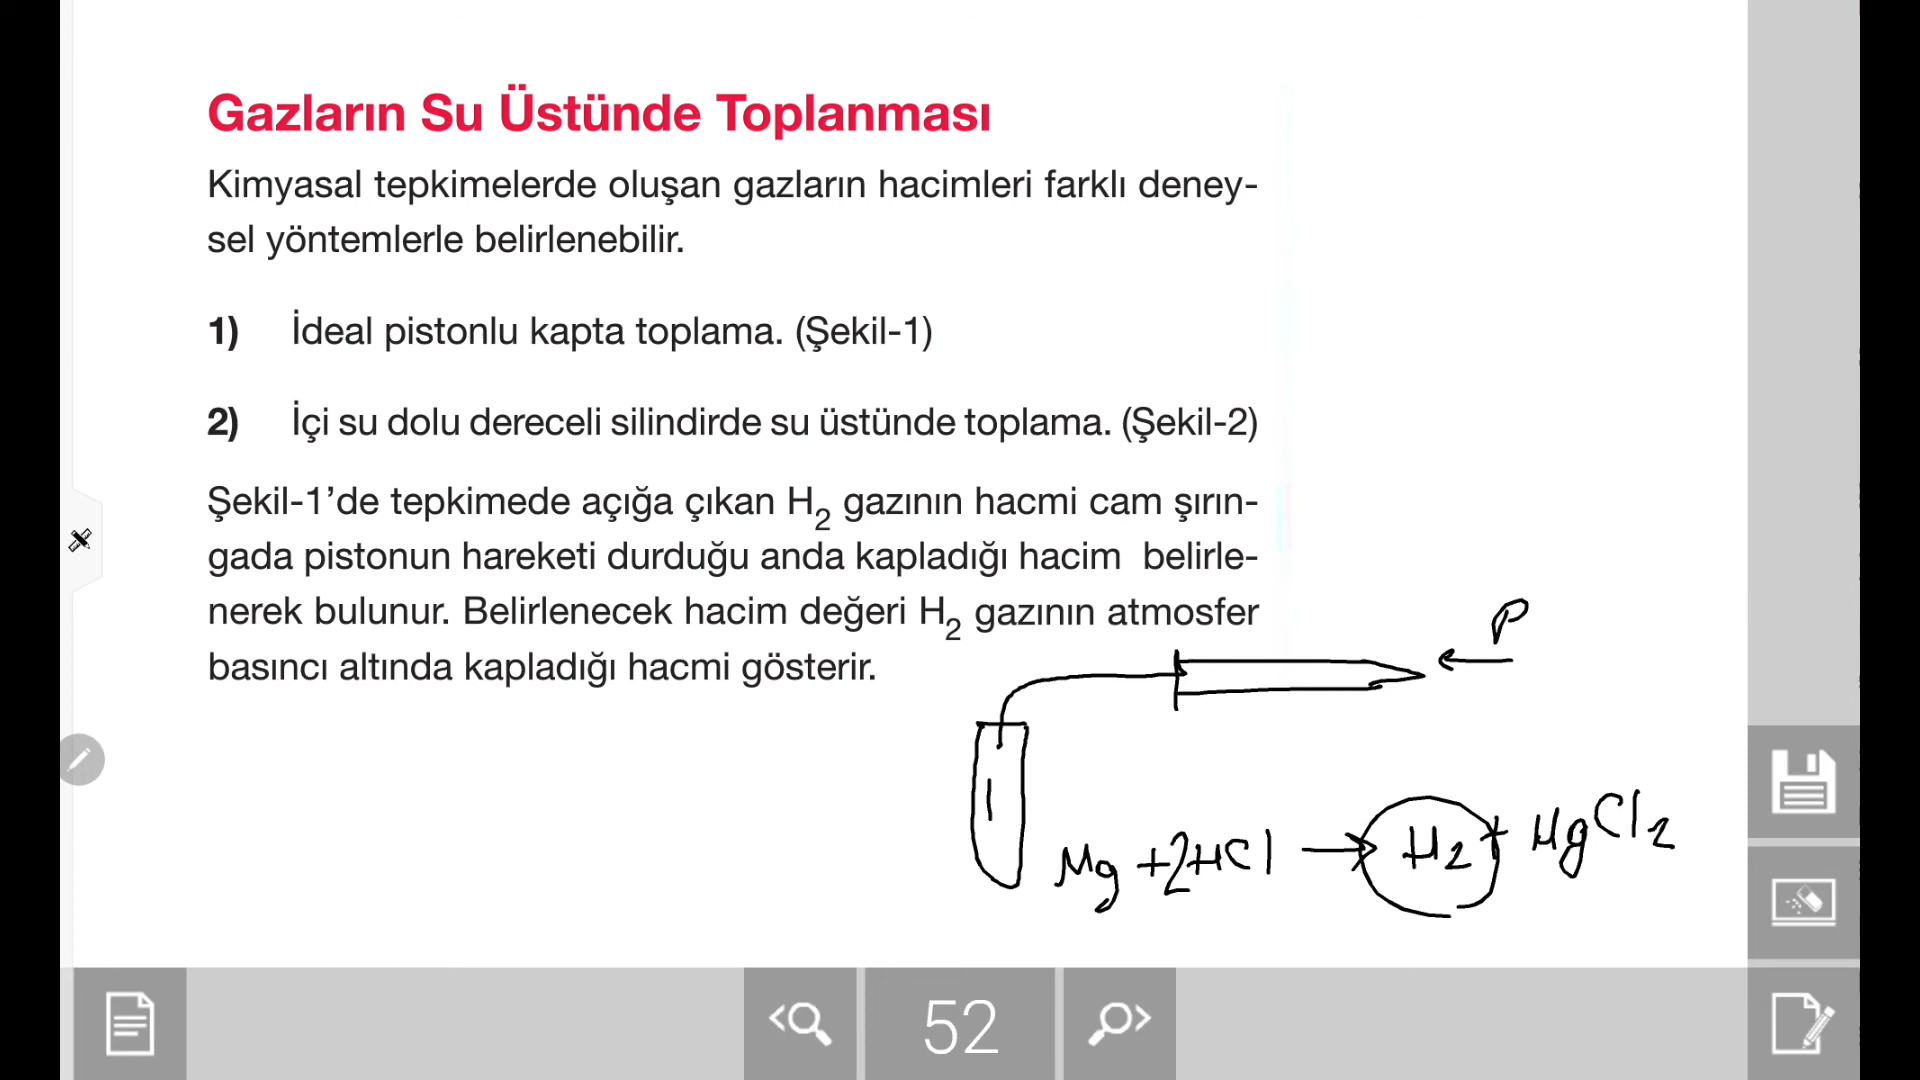 Gazların Su Üstünde Toplanması
Kimyasal tepkimelerde oluşan gazların hacimleri farklı deney-
sel yöntemlerle belirlenebilir.
1) İdeal pistonlu kapta toplama. (Şekil-1)
2) İçi su dolu dereceli silindirde su üstünde toplama. (Şekil-2)
Şekil-1’de tepkimede açığa çıkan H₂ gazının hacmi cam şırın-
gada pistonun hareketi durduğu anda kapladığı hacim belirle-
nerek bulunur. Belirlenecek hacim değeri H₂ gazının atmosfer
basıncı altında kapladığı hacmi gösterir.
P
Mg + 2HCl → H₂ + MgCl₂
52